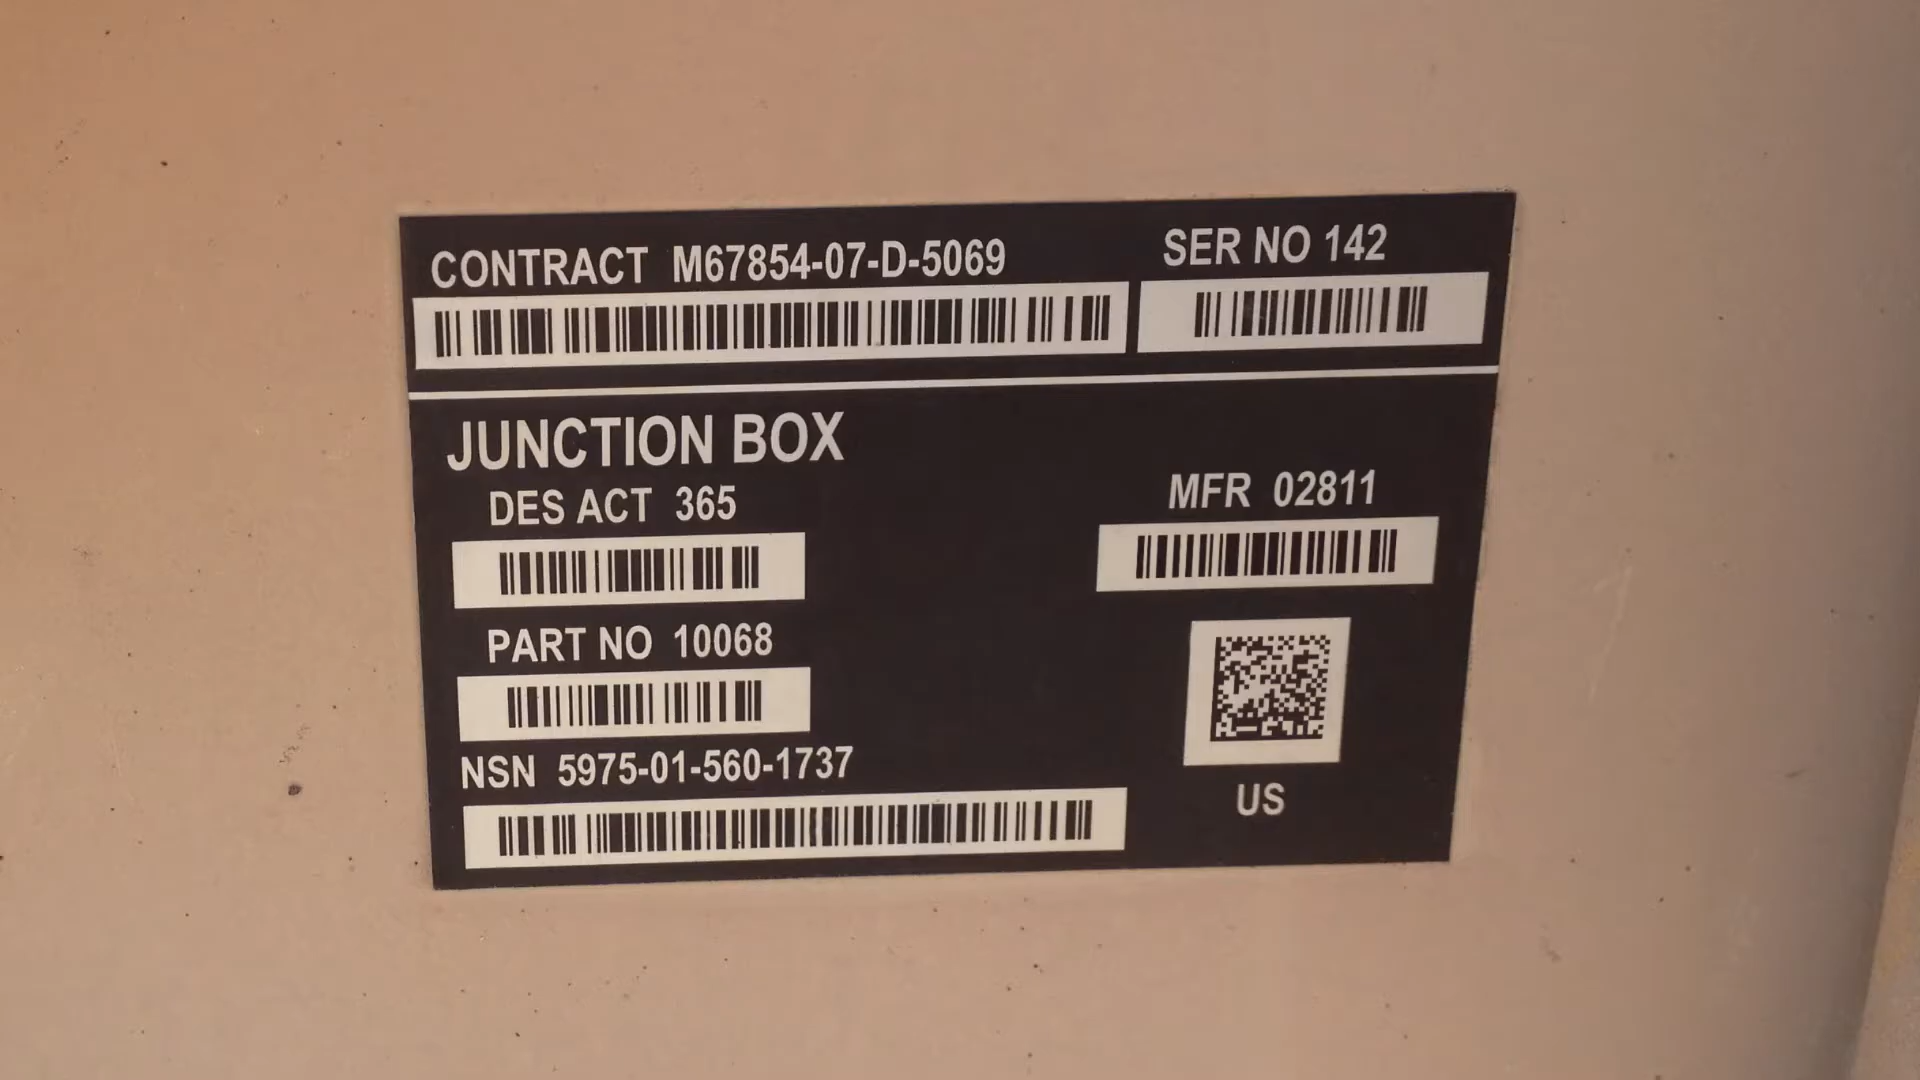 CONTRACT M67854-07-D-5069
SER NO 142
JUNCTION BOX
DES ACT 365
MFR 02811
PART NO 10068
NSN 5975-01-560-1737
US